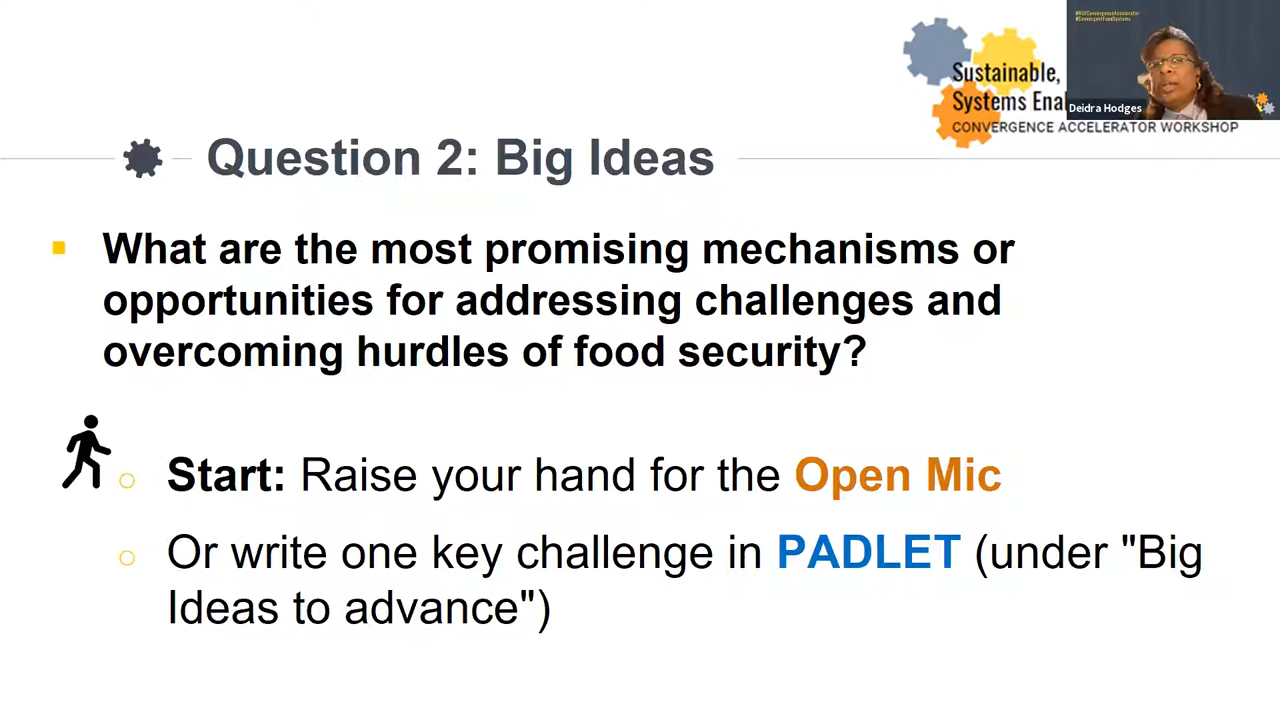 #NSFConvergenceAccelerator
#ConvergentFoodSystems
Sustainable,
Systems Enal
Deidra Hodges
CONVERGENCE ACCELERATOR WORKSHOP
Question 2: Big Ideas
What are the most promising mechanisms or
opportunities for addressing challenges and
overcoming hurdles of food security?
Start: Raise your hand for the Open Mic
Or write one key challenge in PADLET (under "Big
Ideas to advance")